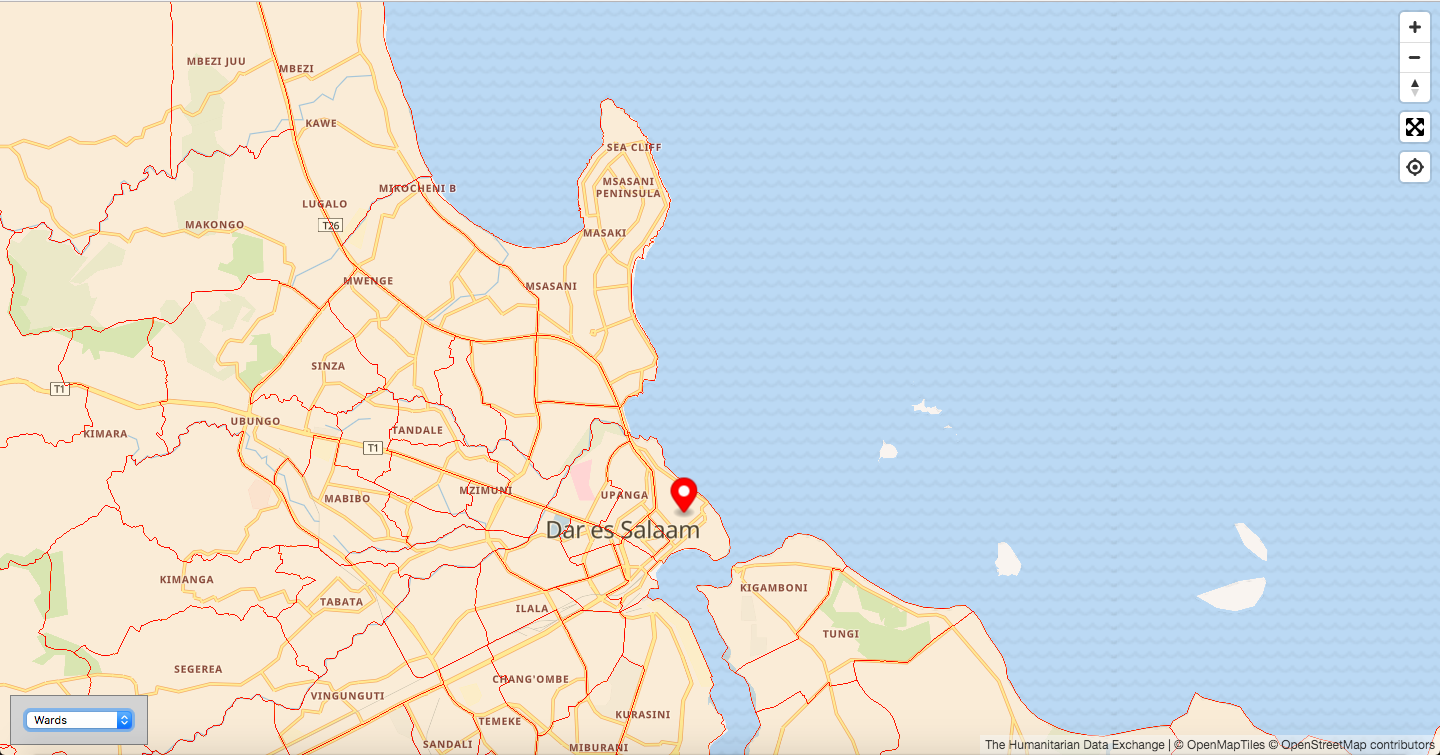 MBEZI JUU
MBEZI
KAWE
SEA CLIFF
MSASANI
PENINSULA
MIKOCHENI B
LUGALO
MAKONGO
T26
MASAKI
MWENGE
MSASANI
SINZA
T1
UBUNGO
KIMARA
TANDALE
T1
MZIMUNI
MABIBO
UPANGA
Dar es Salaam
KIMANGA
KIGAMBONI
TABATA
ILALA
TUNGI
SEGEREA
CHANG'OMBE
VINGUNGUTI
KURASINI
Wards
TEMEKE
SANDALI
MIBURANI
The Humanitarian Data Exchange | © OpenMapTiles © OpenStreetMap contributors